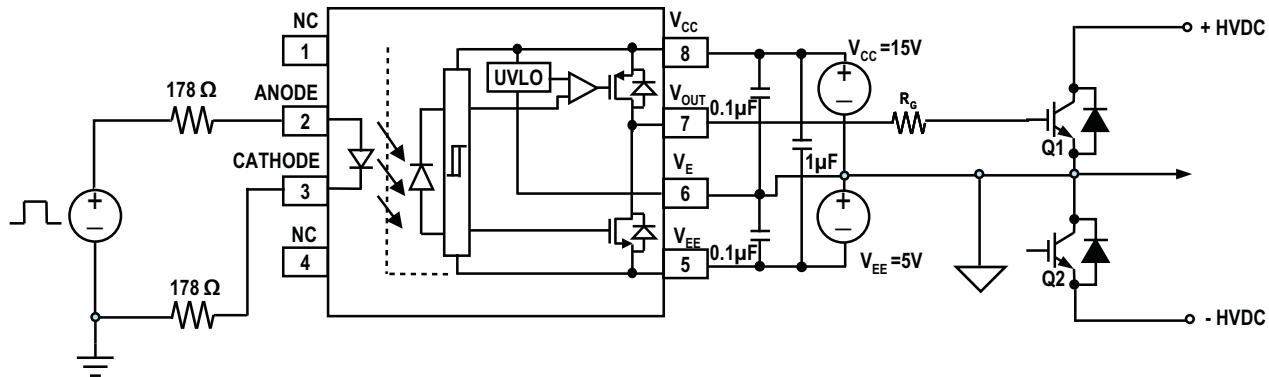 NC
1
178 Ω
ANODE
2
CATHODE
3
NC
4
178 Ω
+
—
UVLO
VCC
8
VOUT
7
VE
6
VEE
5
0.1µF
0.1µF
1µF
VCC =15V
+
—
+
—
VEE =5V
RG
Q1
Q2
+ HVDC
- HVDC